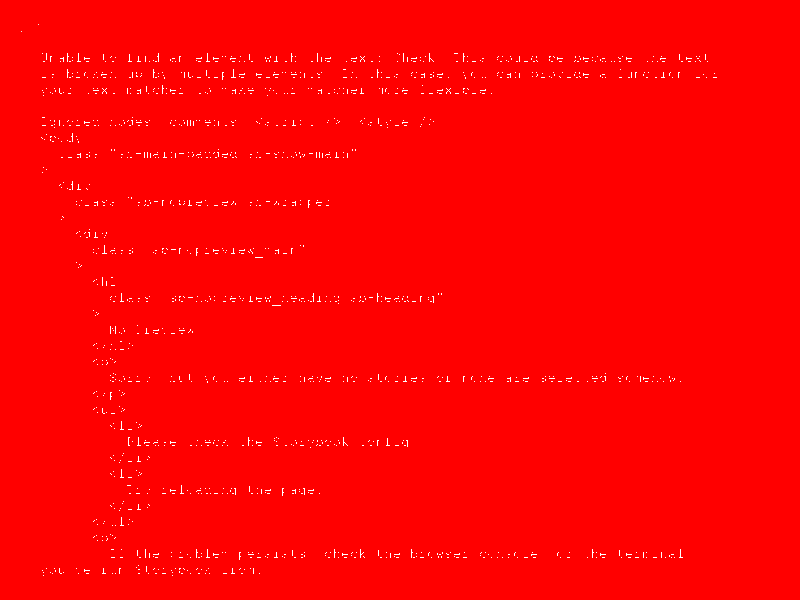 Unable to find an element with the text: Check. This could be because the text
is broken up by multiple elements. In this case, you can provide a function for
your text matcher to make your matcher more flexible.
Ignored nodes: comments, <script />, <style />
<body
class="sb-main-padded sb-show-main"
>
<div
class="sb-nopreview sb-wrapper"
>
<div
class="sb-nopreview_main"
>
<h1
class="sb-nopreview_heading sb-heading"
>
No Preview
</h1>
<p>
Sorry, but you either have no stories or none are selected somehow.
</p>
<ul>
<li>
Please check the Storybook config.
</li>
<li>
Try reloading the page.
</li>
</ul>
<p>
If the problem persists, check the browser console, or the terminal
you've run Storybook from.